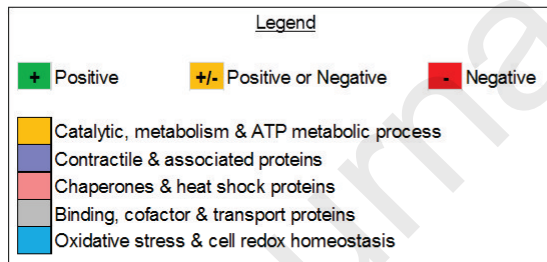 Legend
+ Positive +/- Positive or Negative - Negative
Catalytic, metabolism & ATP metabolic process
Contractile & associated proteins
Chaperones & heat shock proteins
Binding, cofactor & transport proteins
Oxidative stress & cell redox homeostasis